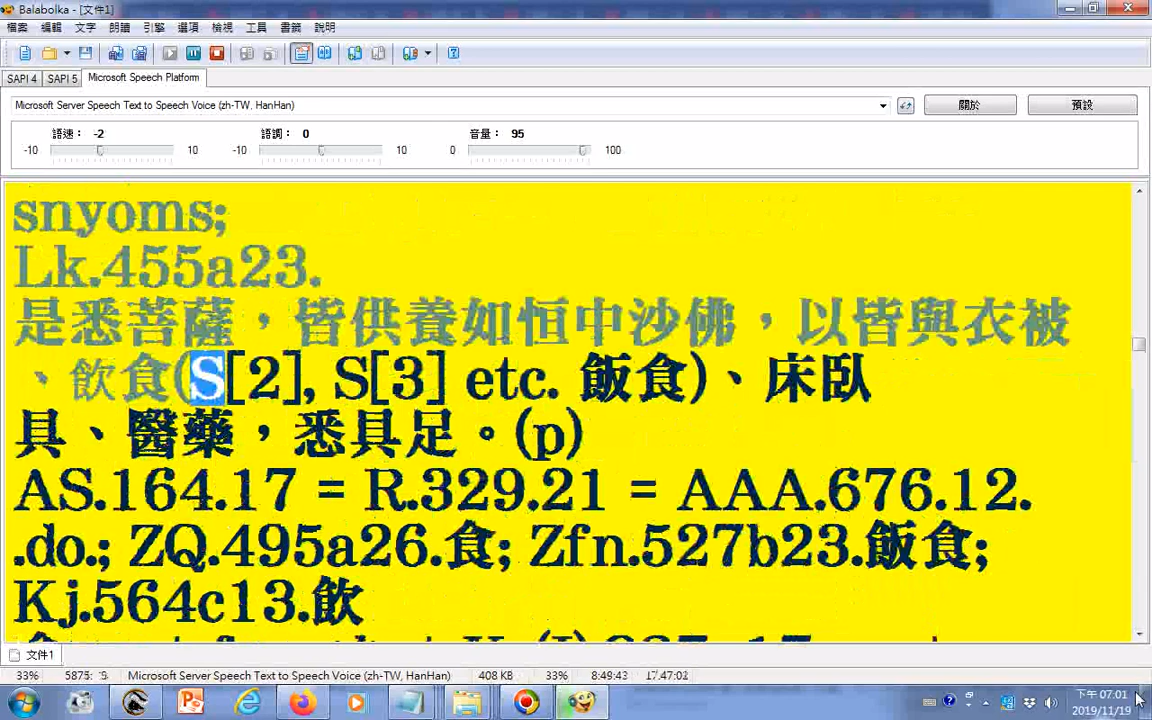 Balabolka - [文件1]
檔案 編輯 文字 朗讀 引擎 選項 檢視 工具 書籤 說明
SAPI 4 SAPI 5 Microsoft Speech Platform
Microsoft Server Speech Text to Speech Voice (zh-TW, HanHan) 關於 預設
語速： -2 語調： 0 音量： 95
-10 10 -10 10 0 100
snyoms;
Lk.455a23.
是悉菩薩，皆供養如恒中沙佛，以皆與衣被
、飲食(S[2], S[3] etc. 飯食)、床臥
具、醫藥，悉具足。(p)
AS.164.17 = R.329.21 = AAA.676.12.
.do.; ZQ.495a26.食; Zfn.527b23.飯食;
Kj.564c13.飲
文件1
33% Microsoft Server Speech Text to Speech Voice (zh-TW, HanHan) 408 KB 33% 8:49:43 17:47:02
下午 07:01
2019/11/19